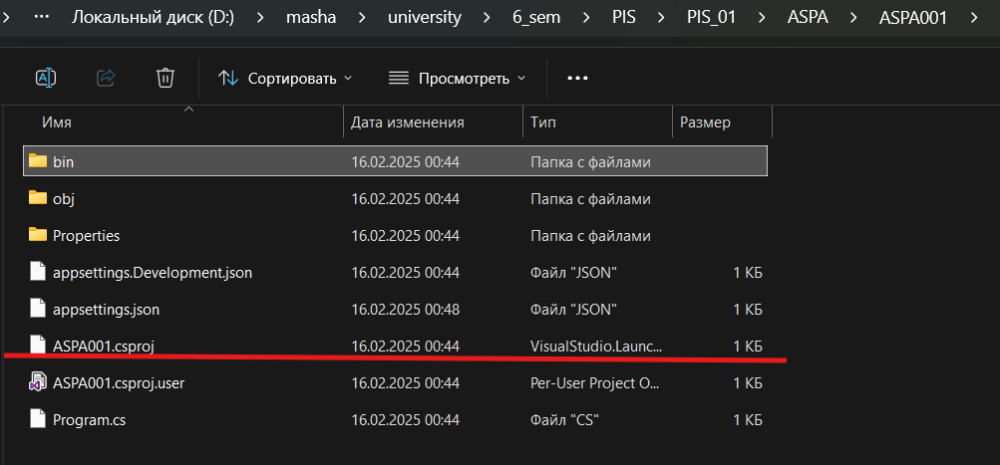 ··· Локальный диск (D:) masha university 6_sem PIS PIS_01 ASPA ASPA001
Сортировать Просмотреть ···
Имя Дата изменения Тип Размер
bin 16.02.2025 00:44 Папка с файлами
obj 16.02.2025 00:44 Папка с файлами
Properties 16.02.2025 00:44 Папка с файлами
appsettings.Development.json 16.02.2025 00:44 Файл "JSON" 1 КБ
appsettings.json 16.02.2025 00:48 Файл "JSON" 1 КБ
ASPA001.csproj 16.02.2025 00:44 VisualStudio.Launc... 1 КБ
ASPA001.csproj.user 16.02.2025 00:44 Per-User Project O... 1 КБ
Program.cs 16.02.2025 00:44 Файл "CS" 1 КБ